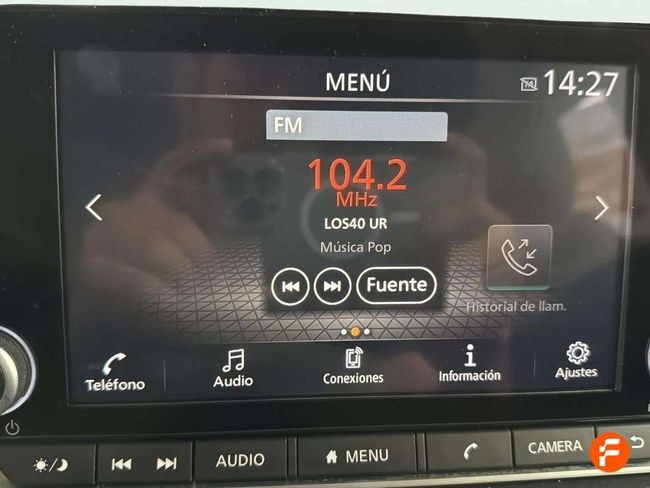 MENÚ
14:27
FM
104.2
MHz
LOS40 UR
Música Pop
Fuente
Historial de llam.
Teléfono
Audio
Conexiones
Información
Ajustes
AUDIO
MENU
CAMERA